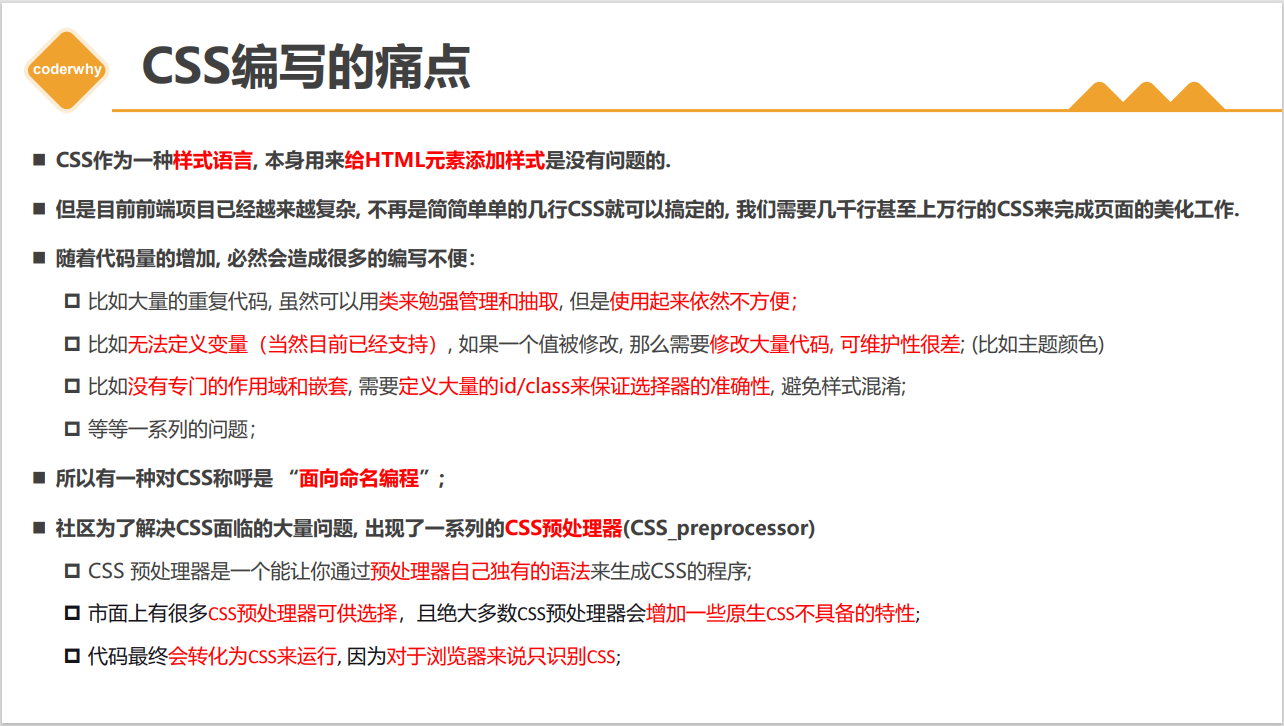 coderwhy
CSS编写的痛点
CSS作为一种样式语言, 本身用来给HTML元素添加样式是没有问题的.
但是目前前端项目已经越来越复杂, 不再是简简单单的几行CSS就可以搞定的, 我们需要几千行甚至上万行的CSS来完成页面的美化工作.
随着代码量的增加, 必然会造成很多的编写不便：
比如大量的重复代码, 虽然可以用类来勉强管理和抽取, 但是使用起来依然不方便；
比如无法定义变量（当然目前已经支持）, 如果一个值被修改, 那么需要修改大量代码, 可维护性很差; (比如主题颜色)
比如没有专门的作用域和嵌套, 需要定义大量的id/class来保证选择器的准确性, 避免样式混淆;
等等一系列的问题；
所以有一种对CSS称呼是 “面向命名编程”；
社区为了解决CSS面临的大量问题, 出现了一系列的CSS预处理器(CSS_preprocessor)
CSS 预处理器是一个能让你通过预处理器自己独有的语法来生成CSS的程序;
市面上有很多CSS预处理器可供选择，且绝大多数CSS预处理器会增加一些原生CSS不具备的特性;
代码最终会转化为CSS来运行, 因为对于浏览器来说只识别CSS;